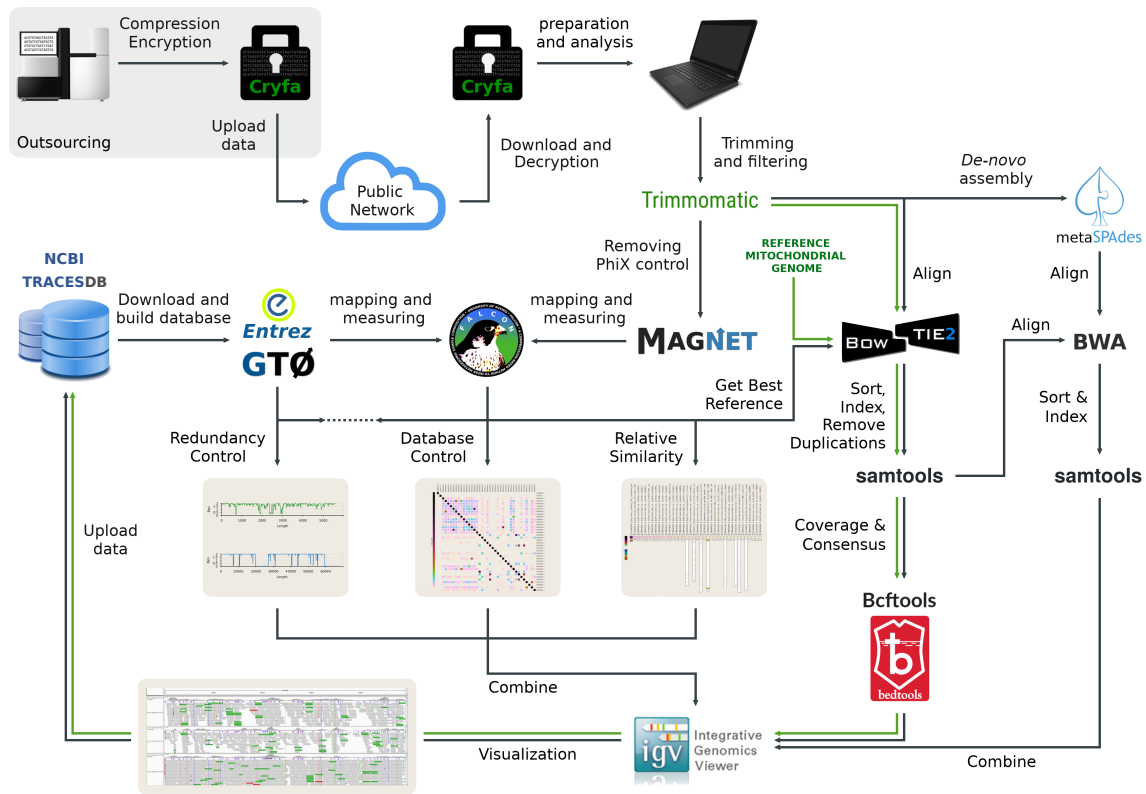 Compression
Encryption
Cryfa
Outsourcing
Upload
data
Public
Network
Cryfa
Download and
Decryption
preparation
and analysis
Trimming
and filtering
Trimmomatic
De-novo
assembly
metaSPAdes
Removing
PhiX control
REFERENCE
MITOCHONDRIAL
GENOME
Align
Align
NCBI
TRACESDB
Download and
build database
Entrez
GTO
mapping and
measuring
FALCON
mapping and
measuring
MAGNET
BOW
TIE2
Align
BWA
Get Best
Reference
Sort,
Index,
Remove
Duplications
Sort &
Index
Redundancy
Control
Database
Control
Relative
Similarity
samtools
samtools
Length
Length
Upload
data
Coverage &
Consensus
Bcftools
b
bedtools
Combine
igv
Integrative
Genomics
Viewer
Visualization
Combine